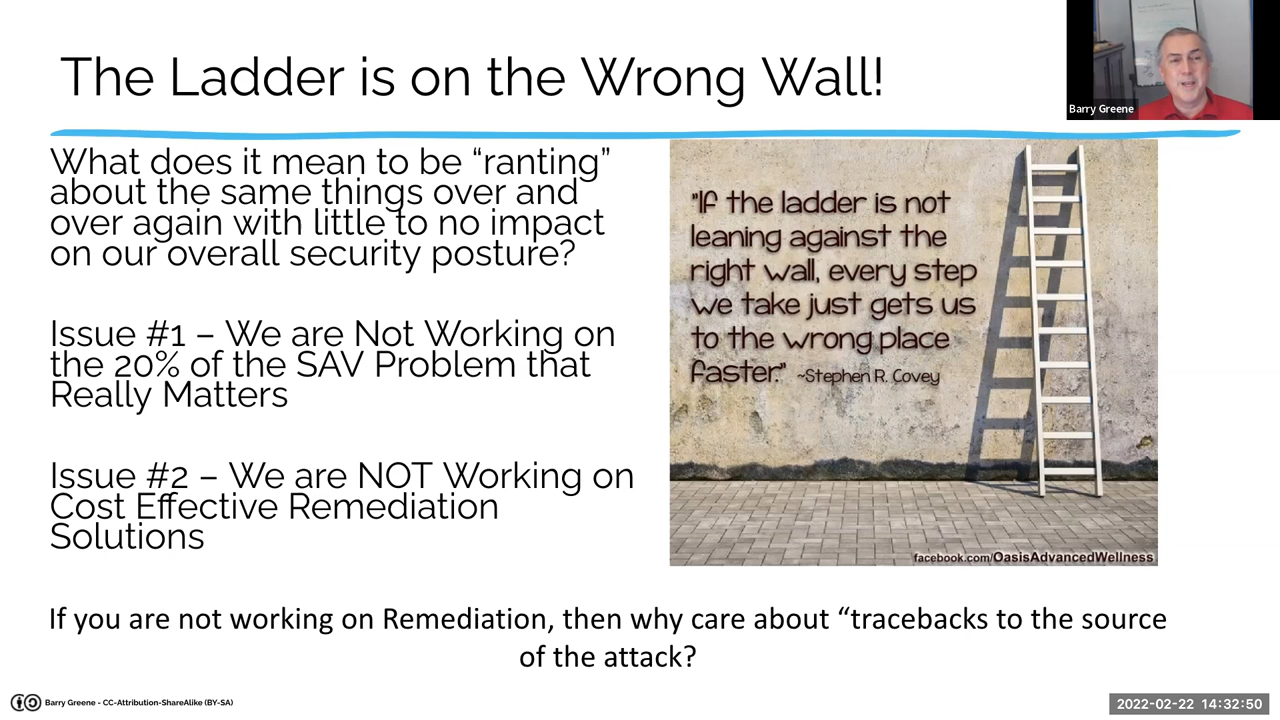 The Ladder is on the Wrong Wall!
Barry Greene
What does it mean to be “ranting”
about the same things over and
over again with little to no impact
on our overall security posture?
Issue #1 – We are Not Working on
the 20% of the SAV Problem that
Really Matters
Issue #2 – We are NOT Working on
Cost Effective Remediation
Solutions
"If the ladder is not
leaning against the
right wall, every step
we take just gets us
to the wrong place
faster." ~Stephen R. Covey
facebook.com/OasisAdvancedWellness
If you are not working on Remediation, then why care about “tracebacks to the source
of the attack?
Barry Greene - CC-Attribution-ShareAlike (BY-SA)
2022-02-22 14:32:50